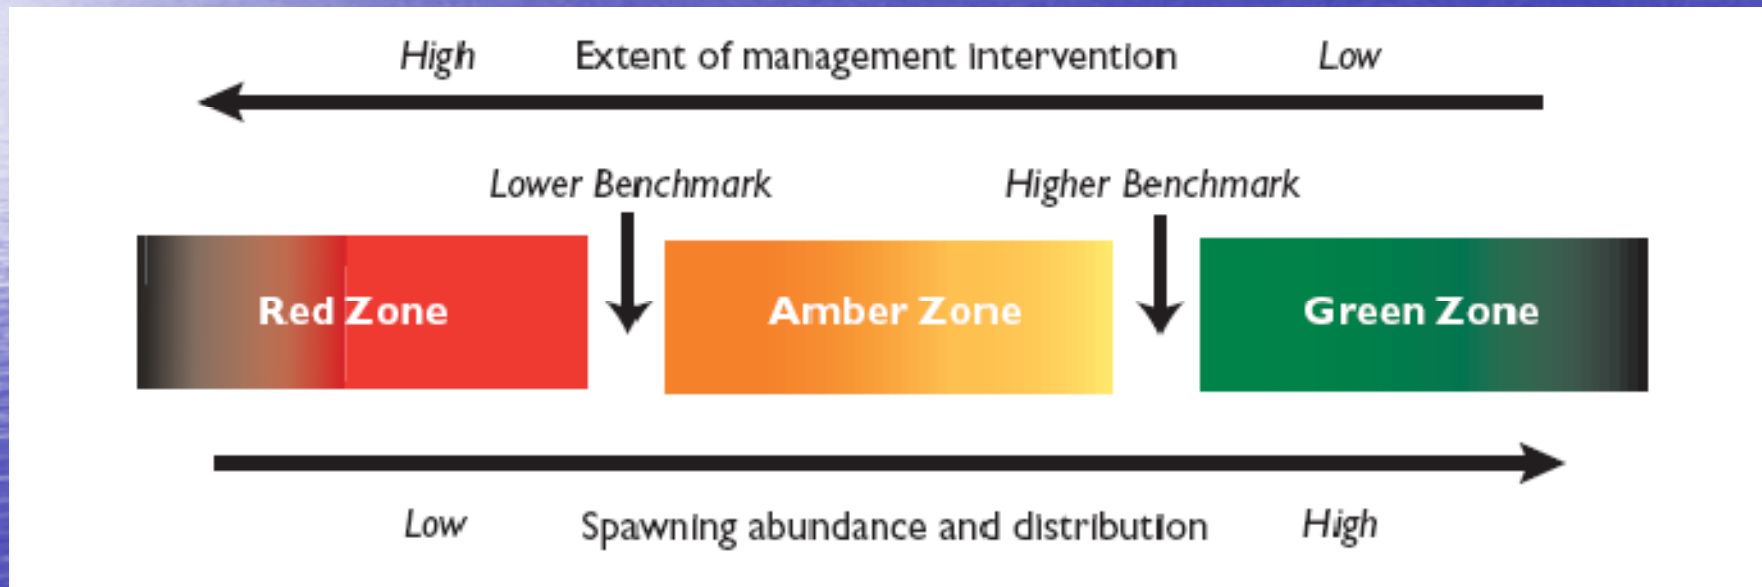 High Extent of management intervention Low
Lower Benchmark Higher Benchmark
Red Zone Amber Zone Green Zone
Low Spawning abundance and distribution High